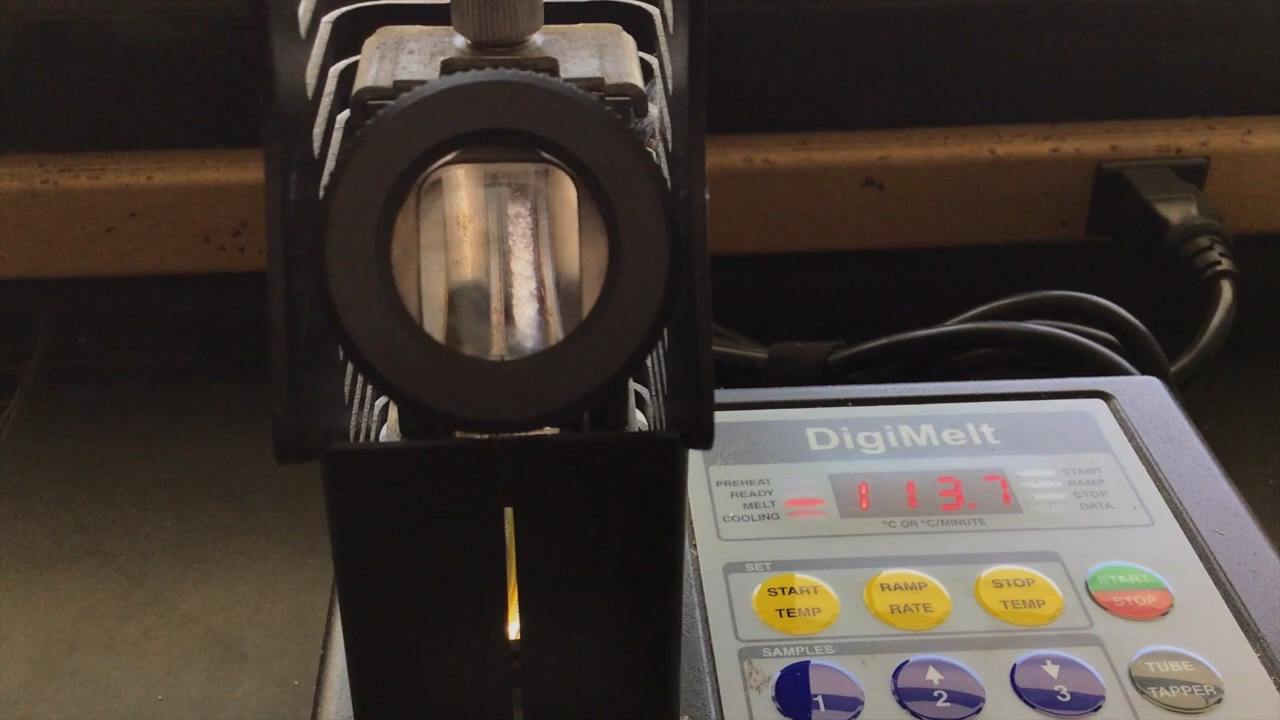 DigiMelt
PREHEAT
READY
MELT
COOLING
113.7
START
RAMP
STOP
DATA
°C OR °C/MINUTE
SET
START TEMP
RAMP RATE
STOP TEMP
START STOP
SAMPLES
1
2
3
TUBE TAPPER